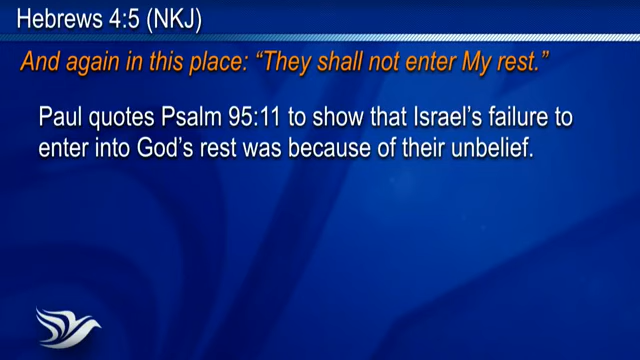 Hebrews 4:5 (NKJ)
And again in this place: “They shall not enter My rest.”
Paul quotes Psalm 95:11 to show that Israel’s failure to
enter into God’s rest was because of their unbelief.